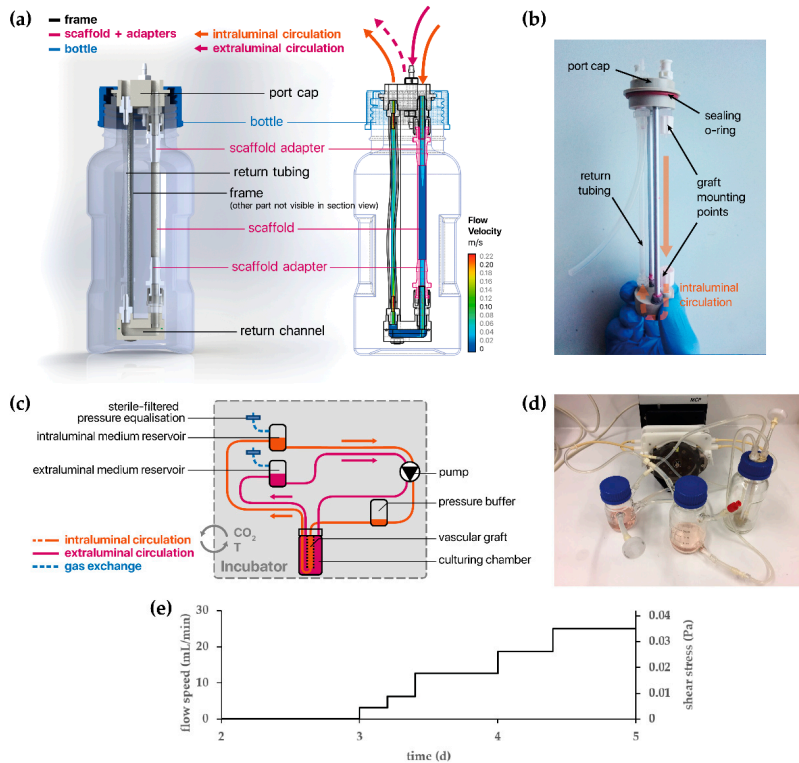 (a)
frame
scaffold + adapters
bottle
intraluminal circulation
extraluminal circulation
port cap
bottle
scaffold adapter
return tubing
frame
(other part not visible in section view)
scaffold
scaffold adapter
return channel
Flow
Velocity
m/s
0.22
0.20
0.18
0.16
0.14
0.12
0.10
0.08
0.06
0.04
0.02
0
(b)
port cap
sealing
o-ring
return
tubing
graft
mounting
points
intraluminal
circulation
(c)
sterile-filtered
pressure equalisation
intraluminal medium reservoir
extraluminal medium reservoir
pump
pressure buffer
vascular graft
culturing chamber
intraluminal circulation
extraluminal circulation
gas exchange
CO2
T
Incubator
(d)
(e)
flow speed (mL/min)
30
20
10
0
2
3
4
5
time (d)
0.04
0.03
0.02
0.01
0
shear stress (Pa)